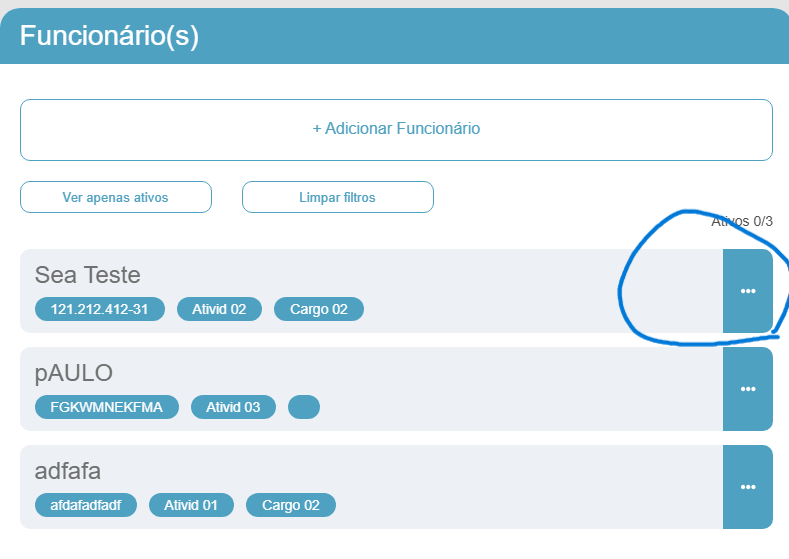 Funcionário(s)
+ Adicionar Funcionário
Ver apenas ativos Limpar filtros
Ativos 0/3
Sea Teste
121.212.412-31 Ativid 02 Cargo 02
•••
pAULO
FGKWMNEKFMA Ativid 03
•••
adfafa
afdafadfadf Ativid 01 Cargo 02
•••